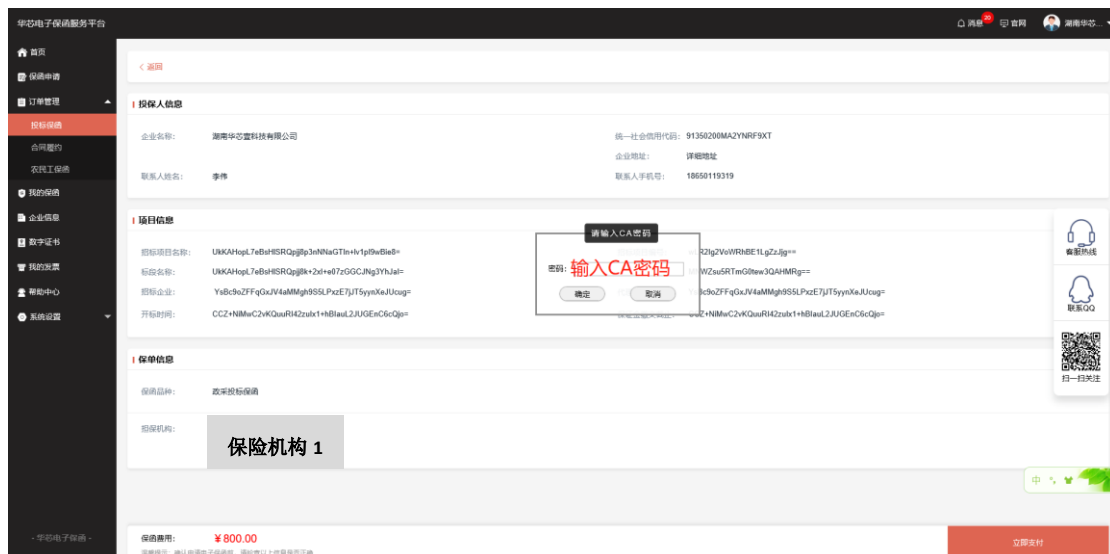 华芯电子保函服务平台
消息 20 官网 湖南华芯...
首页
保函申请
订单管理
投标保函
合同履约
农民工保函
我的保函
企业信息
数字证书
我的发票
帮助中心
系统设置
- 华芯电子保函 -
< 返回
投保人信息
企业名称: 湖南华芯壹科技有限公司 统一社会信用代码: 91350200MA2YNRF9XT
企业地址: 详细地址
联系人姓名: 李伟 联系人手机号: 18650119319
项目信息
招标项目名称: UkKAHopL7eBsHISRQpjj8p3nNNaGTIn+lv1pI9wBie8=
标段名称: UkKAHopL7eBsHISRQpjj8k+2xl+e07zGGCJNg3YhJaI=
招标企业: YsBc9oZFFqGxJV4aMMgh9S5LPxzE7jJT5yynXeJUcug=
开标时间: CCZ+NiMwC2vKQuuRI42zulx1+hBlauL2JUGEnC6cQjo=
请输入CA密码
密码: 输入CA密码
确定 取消
保单信息
保函品种: 政采投标保函
担保机构: 保险机构 1
客服热线
联系QQ
扫一扫关注
中
保函费用: ¥800.00
立即支付